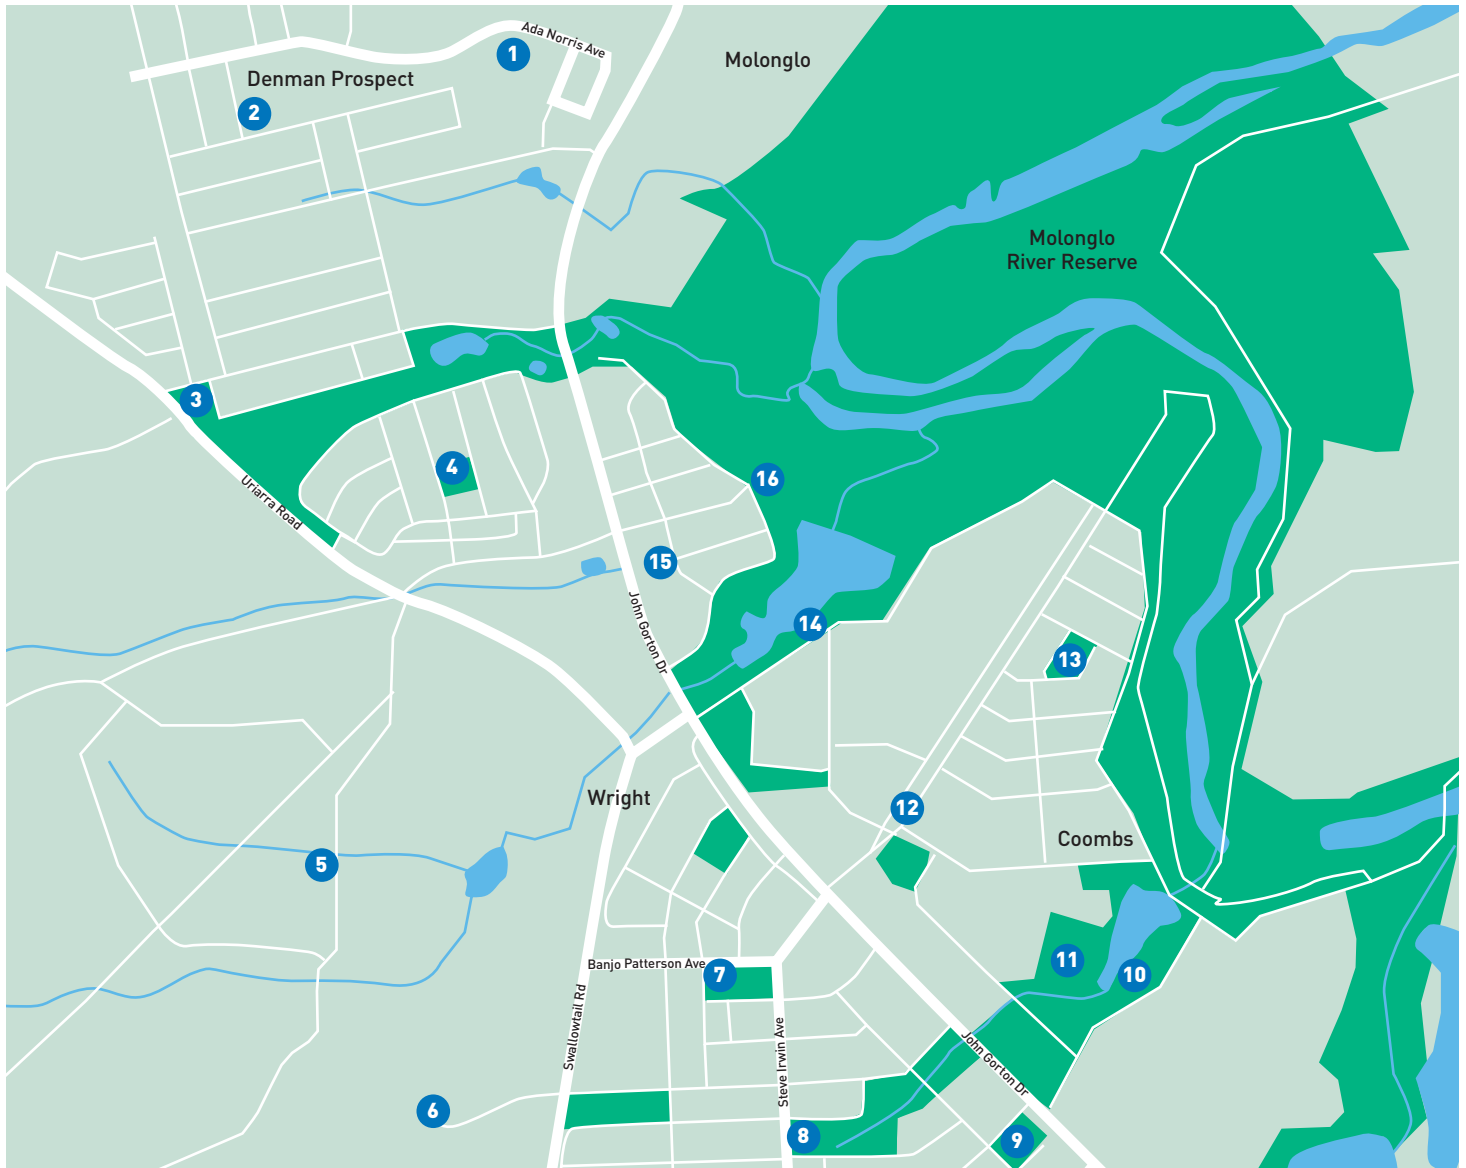 Ada Norris Ave
1
Molonglo
Denman Prospect
2
Molonglo
River Reserve
3
4
16
Uriarra Road
15
John Gorton Dr
14
13
Wright
12
Coombs
5
Banjo Patterson Ave
7
11
10
Swallowtail Rd
Steve Irwin Ave
John Gorton Dr
6
8
9